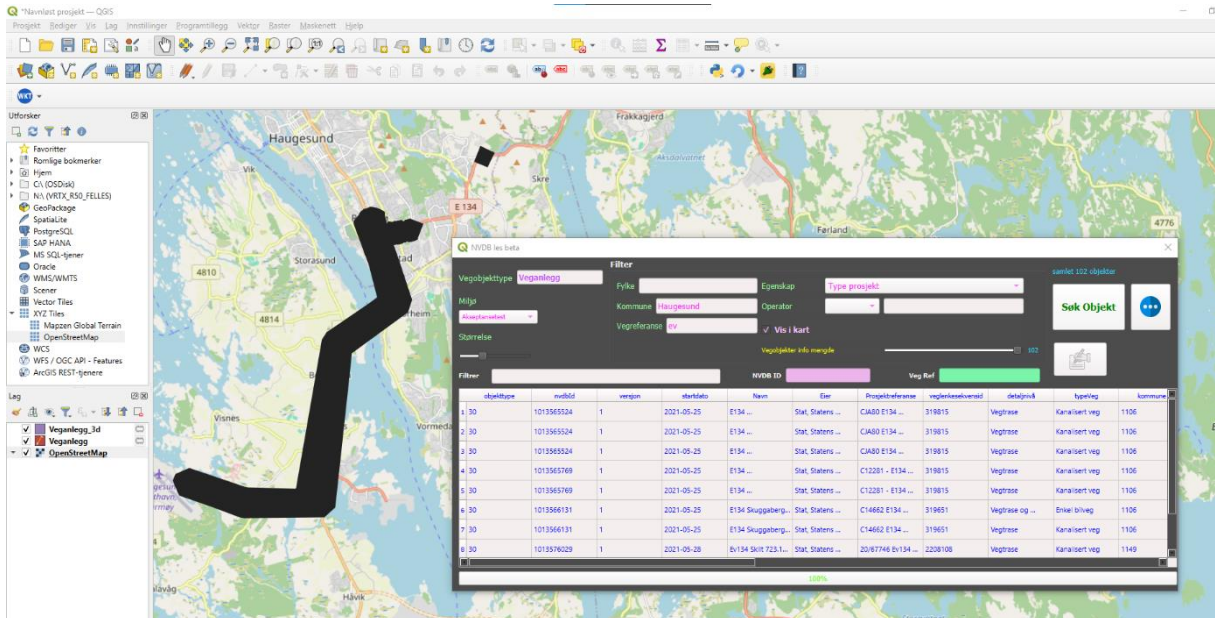 *Navnløst prosjekt — QGIS
Prosjekt Rediger Vis Lag Innstillinger Programtillegg Vektor Raster Maskenett Hjelp
WKT
Utforsker
Favoritter
Romlige bokmerker
Hjem
C:\ (OSDisk)
N:\ (VRTX_R50_FELLES)
GeoPackage
SpatiaLite
PostgreSQL
SAP HANA
MS SQL-tjener
Oracle
WMS/WMTS
Scener
Vector Tiles
XYZ Tiles
Mapzen Global Terrain
OpenStreetMap
WCS
WFS / OGC API - Features
ArcGIS REST-tjenere
Lag
Veganlegg_3d
Veganlegg
OpenStreetMap
Haugesund
Frakkagjerd
Vik
Aksdalvatnet
Skre
E 134
Førland
4776
Storasund
4810
4814
Visnes
Håvik
NVDB les beta
Filter
samlet 102 objekter
Vegobjekttype Veganlegg
Fylke
Egenskap Type prosjekt
Miljø
Kommune Haugesund
Operator
Søk Objekt
Akseptansetest
Vegreferanse ev
Vis i kart
Størrelse
Vegobjekter info mengde 102
Filtrer
NVDB ID
Veg Ref
objekttype nvdbId versjon startdato Navn Eier Prosjektreferanse veglenkesekvensid detaljnivå typeVeg kommune
1 30 1013565524 1 2021-05-25 E134 ... Stat, Statens ... CJA80 E134 ... 319815 Vegtrase Kanalisert veg 1106
2 30 1013565524 1 2021-05-25 E134 ... Stat, Statens ... CJA80 E134 ... 319815 Vegtrase Kanalisert veg 1106
3 30 1013565524 1 2021-05-25 E134 ... Stat, Statens ... CJA80 E134 ... 319815 Vegtrase Kanalisert veg 1106
4 30 1013565769 1 2021-05-25 E134 ... Stat, Statens ... C12281 - E134 ... 319815 Vegtrase Kanalisert veg 1106
5 30 1013565769 1 2021-05-25 E134 ... Stat, Statens ... C12281 - E134 ... 319815 Vegtrase Kanalisert veg 1106
6 30 1013566131 1 2021-05-25 E134 Skuggaberg... Stat, Statens ... C14662 E134 ... 319651 Vegtrase og ... Enkel bilveg 1106
7 30 1013566131 1 2021-05-25 E134 Skuggaberg... Stat, Statens ... C14662 E134 ... 319651 Vegtrase Kanalisert veg 1106
8 30 1013576029 1 2021-05-28 Ev134 Skilt 723.1... Stat, Statens ... 20/87746 Ev134 ... 2208108 Vegtrase Kanalisert veg 1149
100%